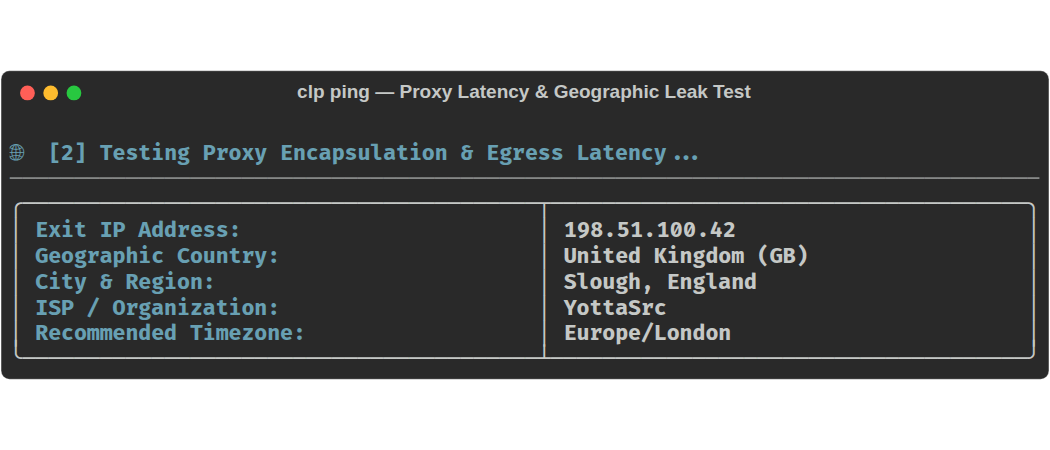 clp ping — Proxy Latency & Geographic Leak Test
[2] Testing Proxy Encapsulation & Egress Latency...
Exit IP Address: 198.51.100.42
Geographic Country: United Kingdom (GB)
City & Region: Slough, England
ISP / Organization: YottaSrc
Recommended Timezone: Europe/London